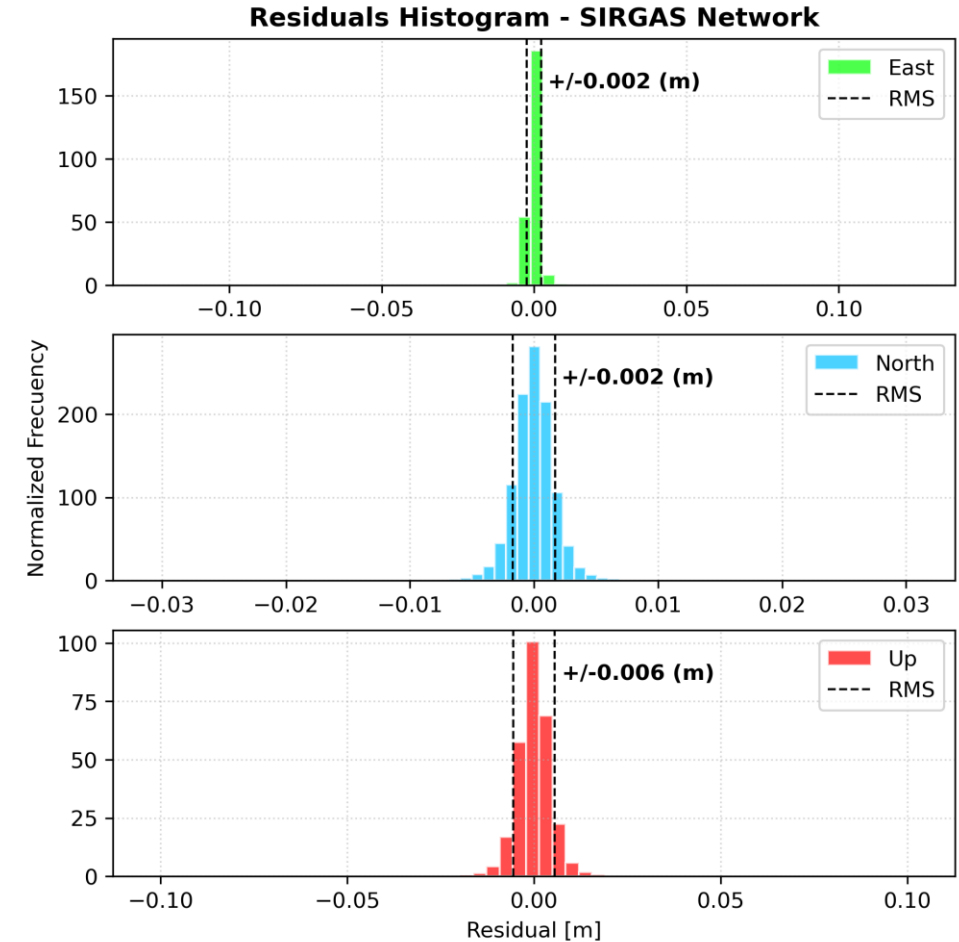 Residuals Histogram - SIRGAS Network
East
RMS
+/-0.002 (m)
150
100
50
0
−0.10
−0.05
0.00
0.05
0.10
North
RMS
+/-0.002 (m)
200
100
0
−0.03
−0.02
−0.01
0.00
0.01
0.02
0.03
Normalized Frecuency
Up
RMS
+/-0.006 (m)
100
75
50
25
0
−0.10
−0.05
0.00
0.05
0.10
Residual [m]